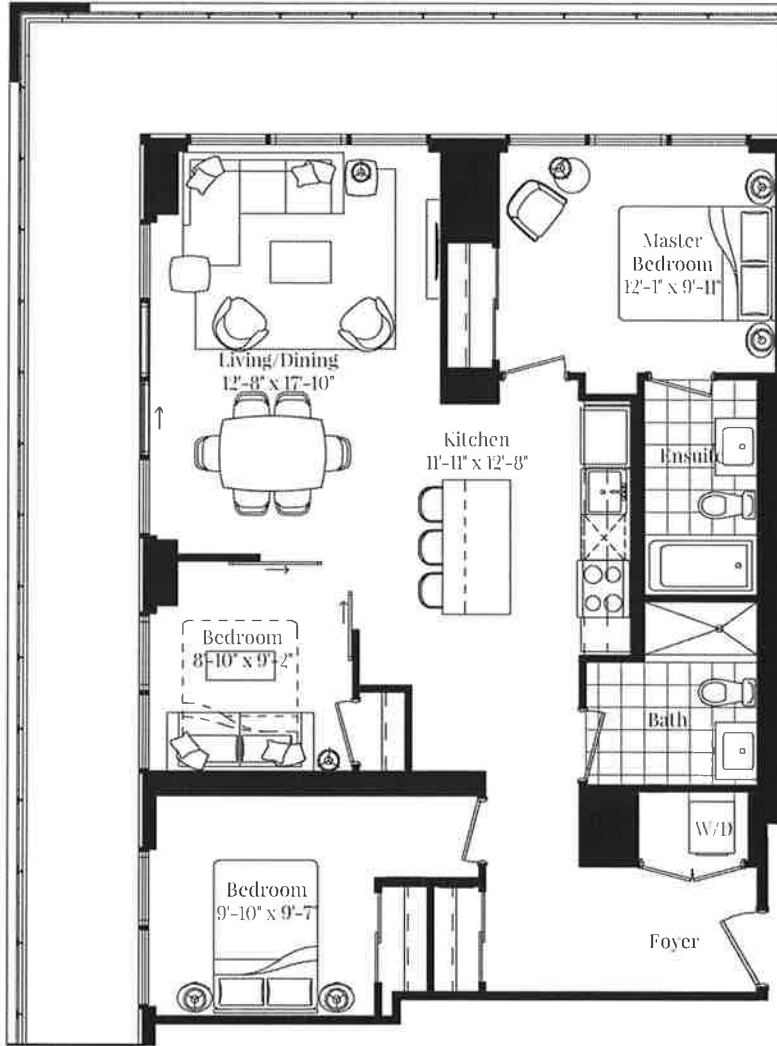 Master
Bedroom
12'-1" x 9'-11"
Living/Dining
12'-8" x 17'-10"
Kitchen
11'-11" x 12'-8"
Ensuite
Bedroom
8'-10" x 9'-2"
Bath
W/D
Bedroom
9'-10" x 9'-7"
Foyer